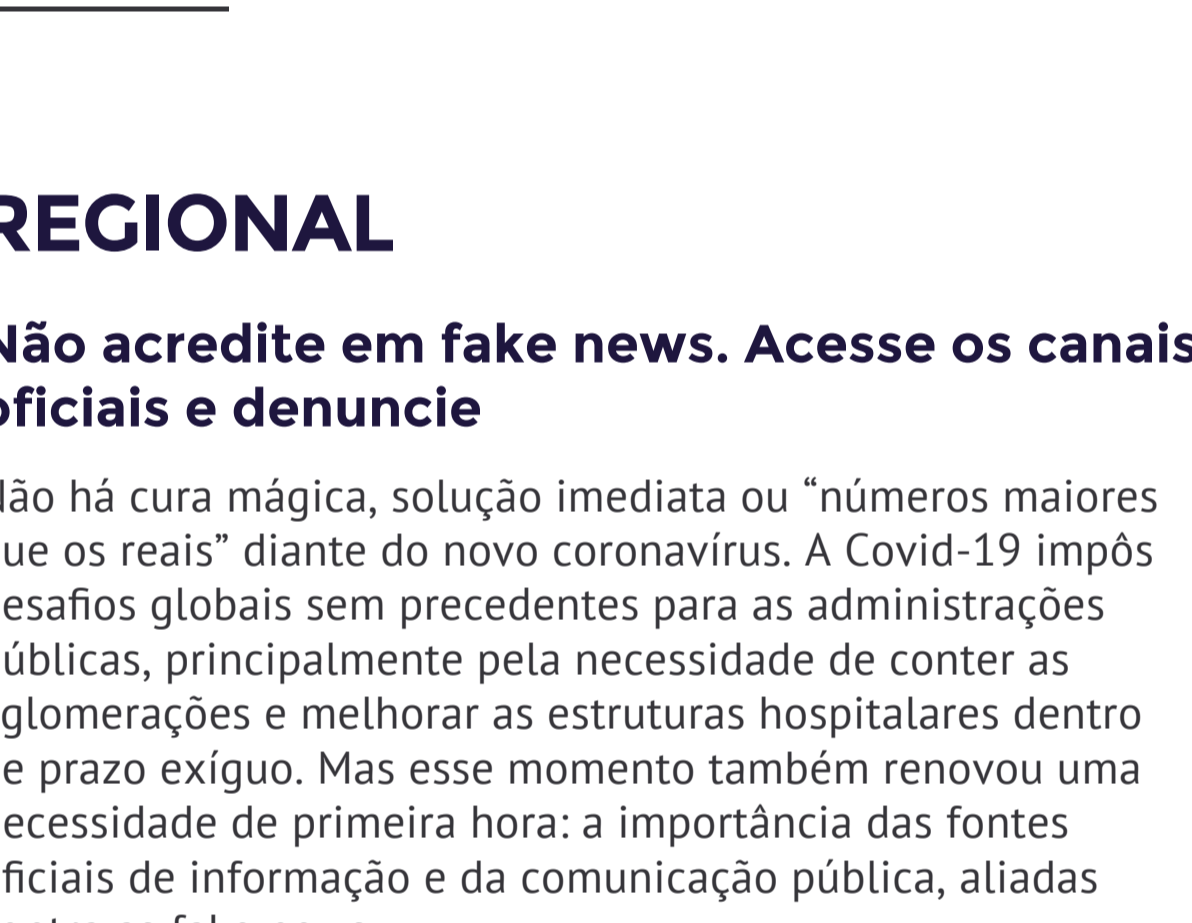 REGIONAL
Não acredite em fake news. Acesse os canais
oficiais e denuncie
Não há cura mágica, solução imediata ou “números maiores
ue os reais” diante do novo coronavírus. A Covid-19 impôs
esafios globais sem precedentes para as administrações
úblicas, principalmente pela necessidade de conter as
glomerações e melhorar as estruturas hospitalares dentro
e prazo exíguo. Mas esse momento também renovou uma
ecessidade de primeira hora: a importância das fontes
ficiais de informação e da comunicação pública, aliadas